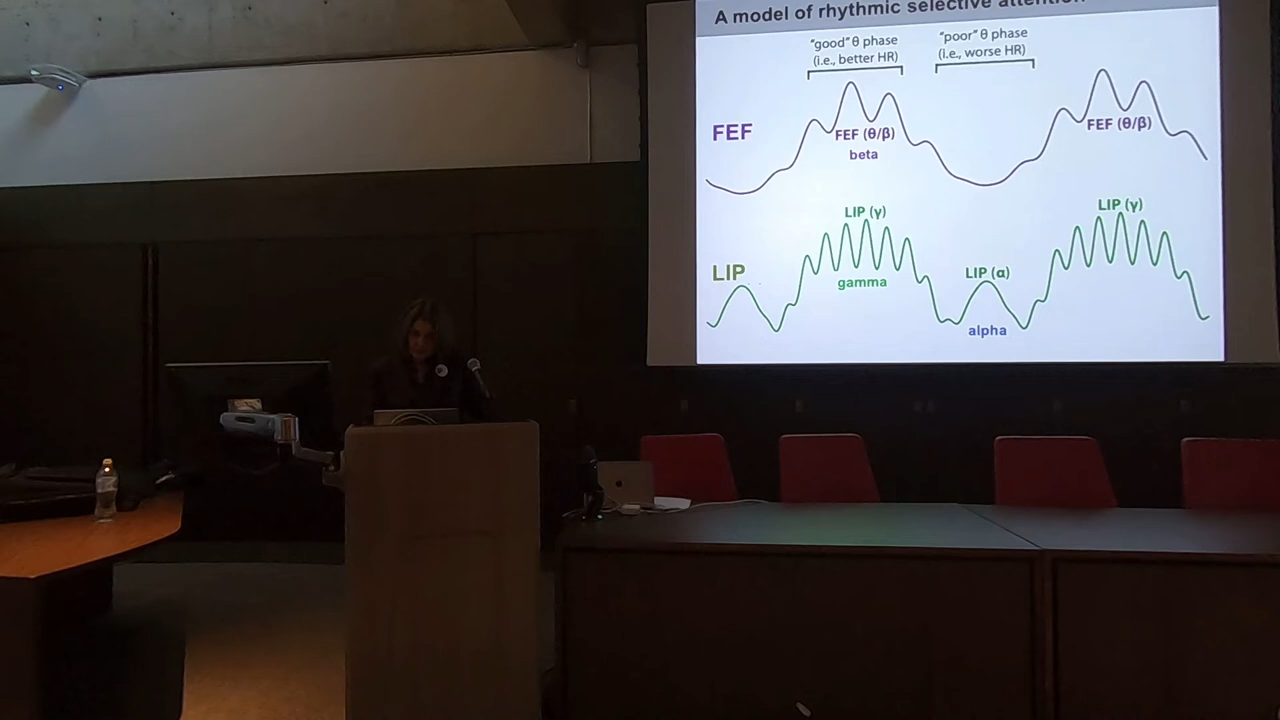 A model of rhythmic selective attention
"good" θ phase
(i.e., better HR)
"poor" θ phase
(i.e., worse HR)
FEF
FEF (θ/β)
beta
FEF (θ/β)
LIP (γ)
LIP (γ)
LIP
gamma
LIP (α)
alpha